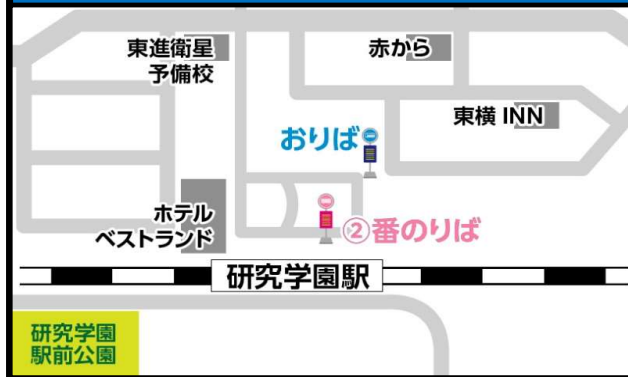 東進衛星
予備校
赤から
東横 INN
おりば
ホテル
ベストランド
②番のりば
研究学園駅
研究学園
駅前公園